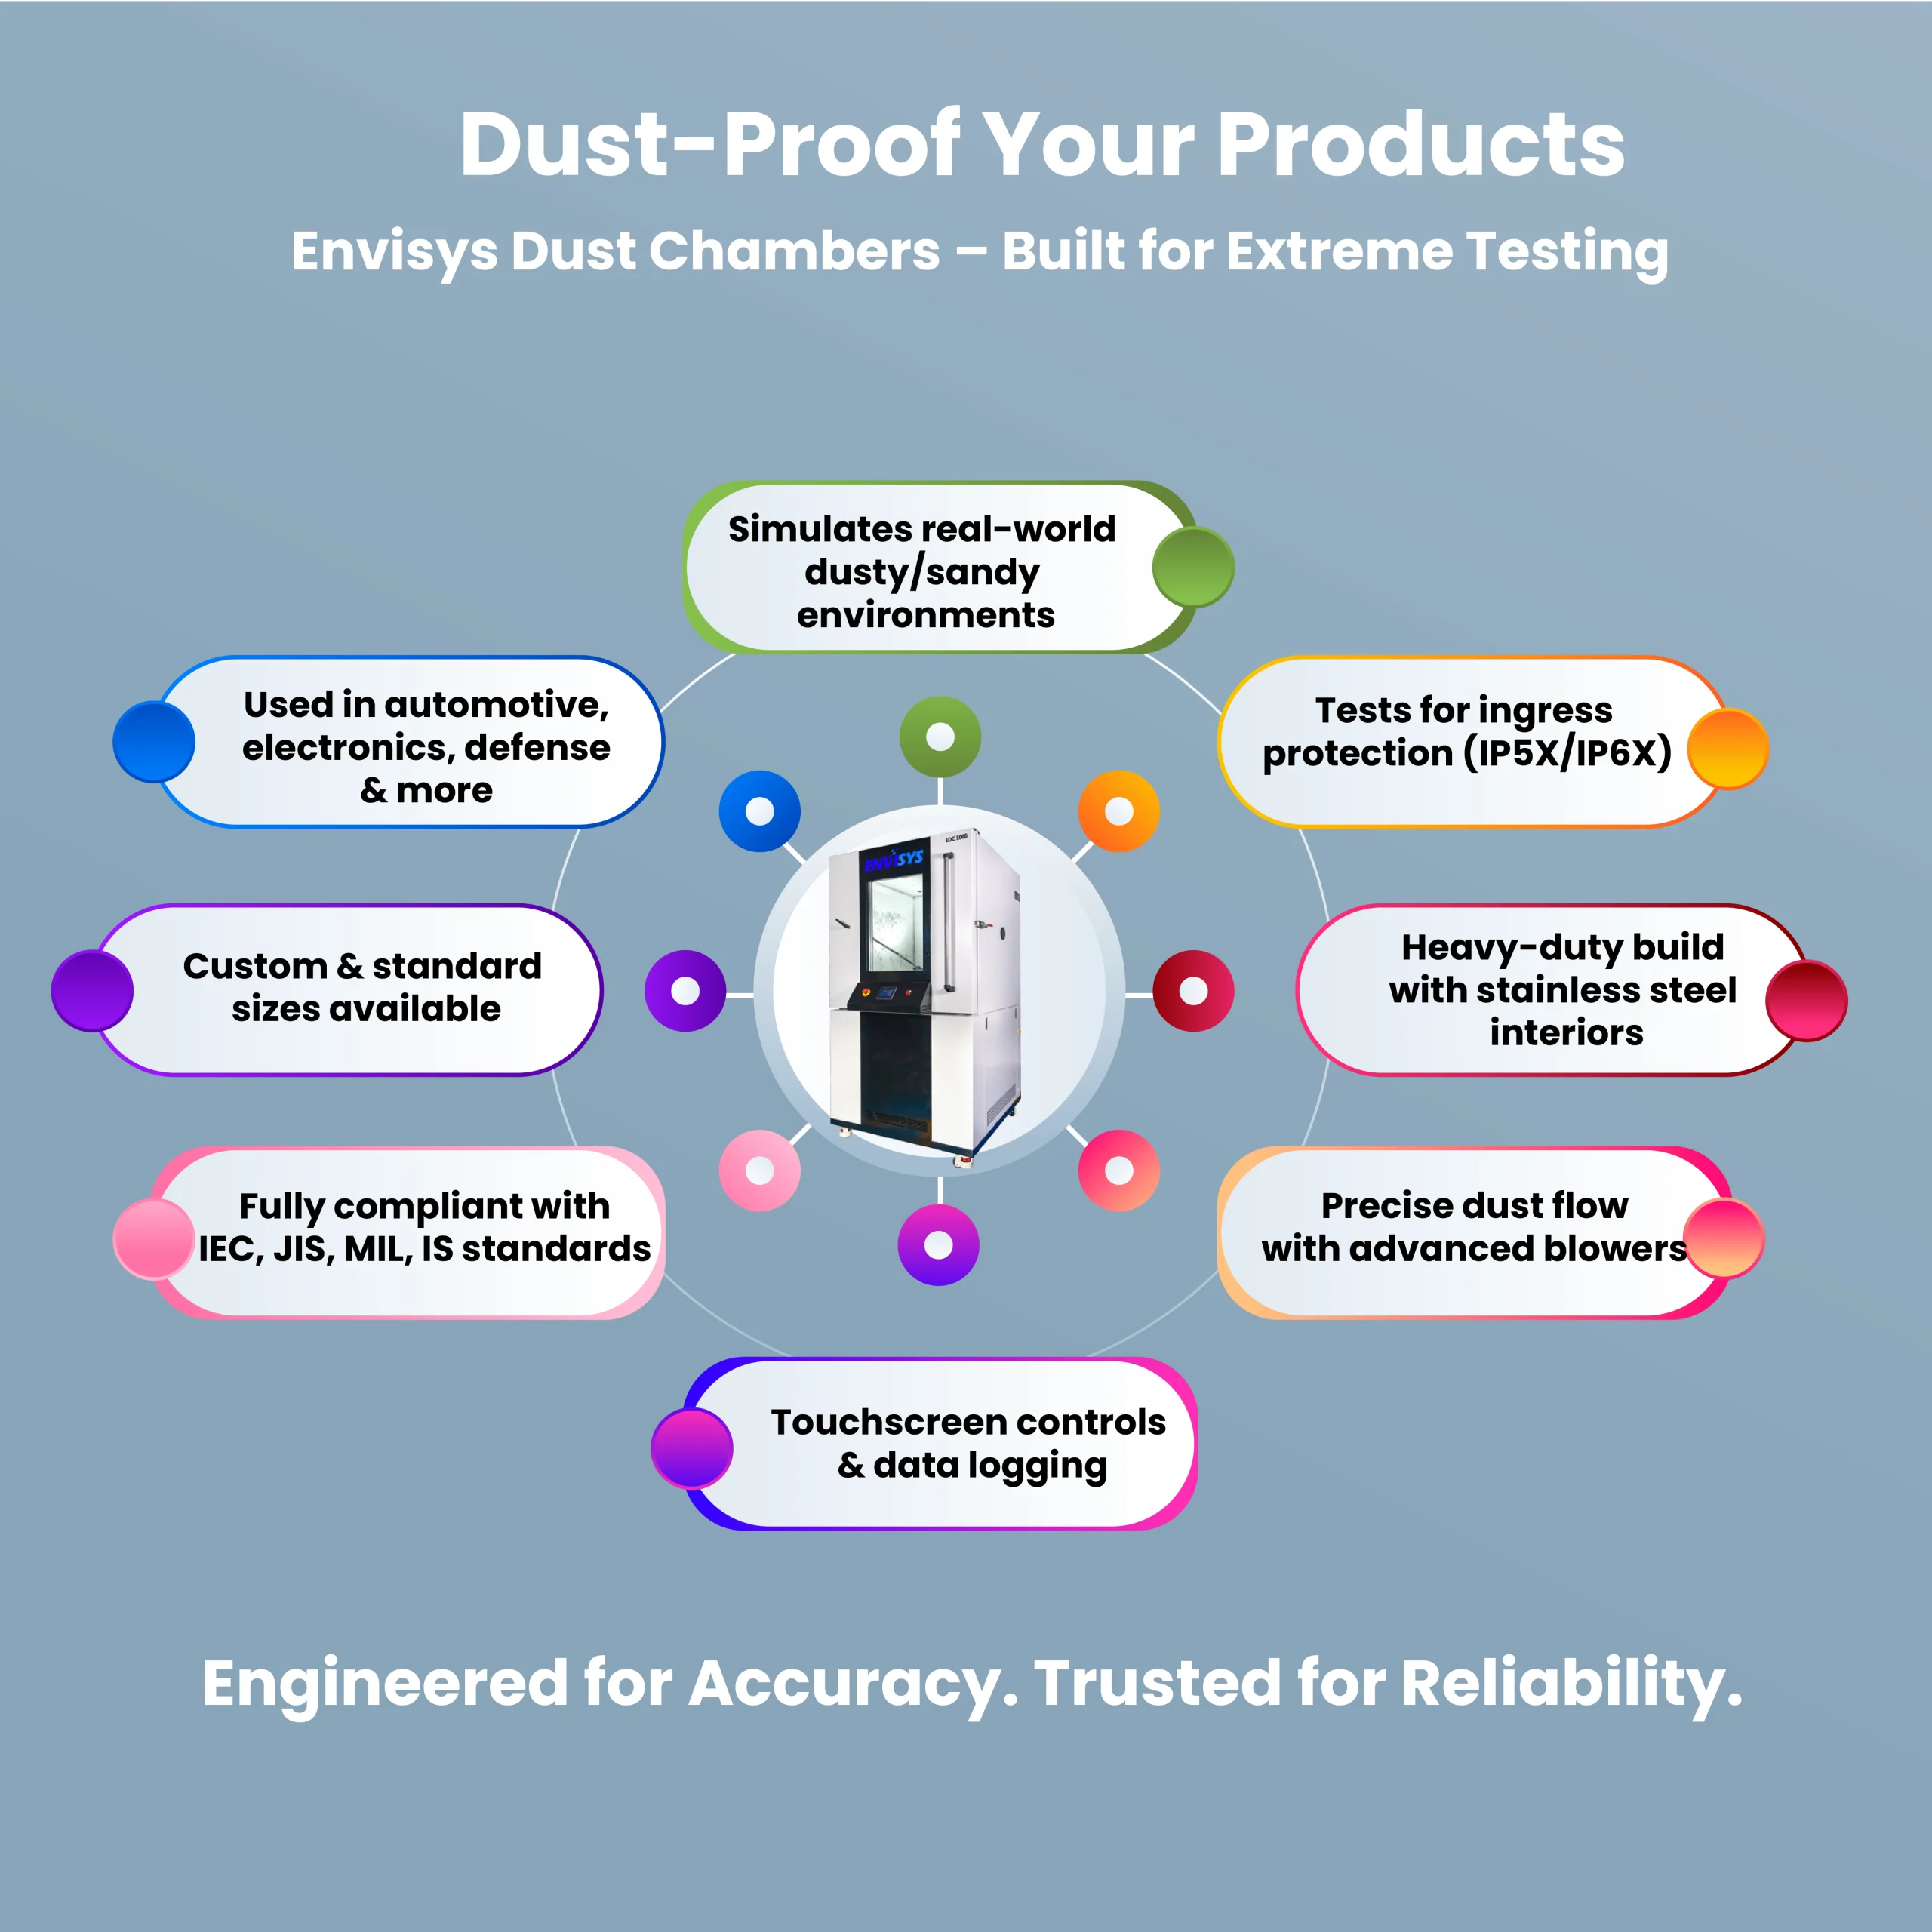 Dust-Proof Your Products
Envisys Dust Chambers – Built for Extreme Testing
Simulates real-world
dusty/sandy
environments
Used in automotive,
electronics, defense
& more
Tests for ingress
protection (IP5X/IP6X)
ENVISYS
EDC 1000
Custom & standard
sizes available
Heavy-duty build
with stainless steel
interiors
Fully compliant with
IEC, JIS, MIL, IS standards
Precise dust flow
with advanced blowers
Touchscreen controls
& data logging
Engineered for Accuracy. Trusted for Reliability.